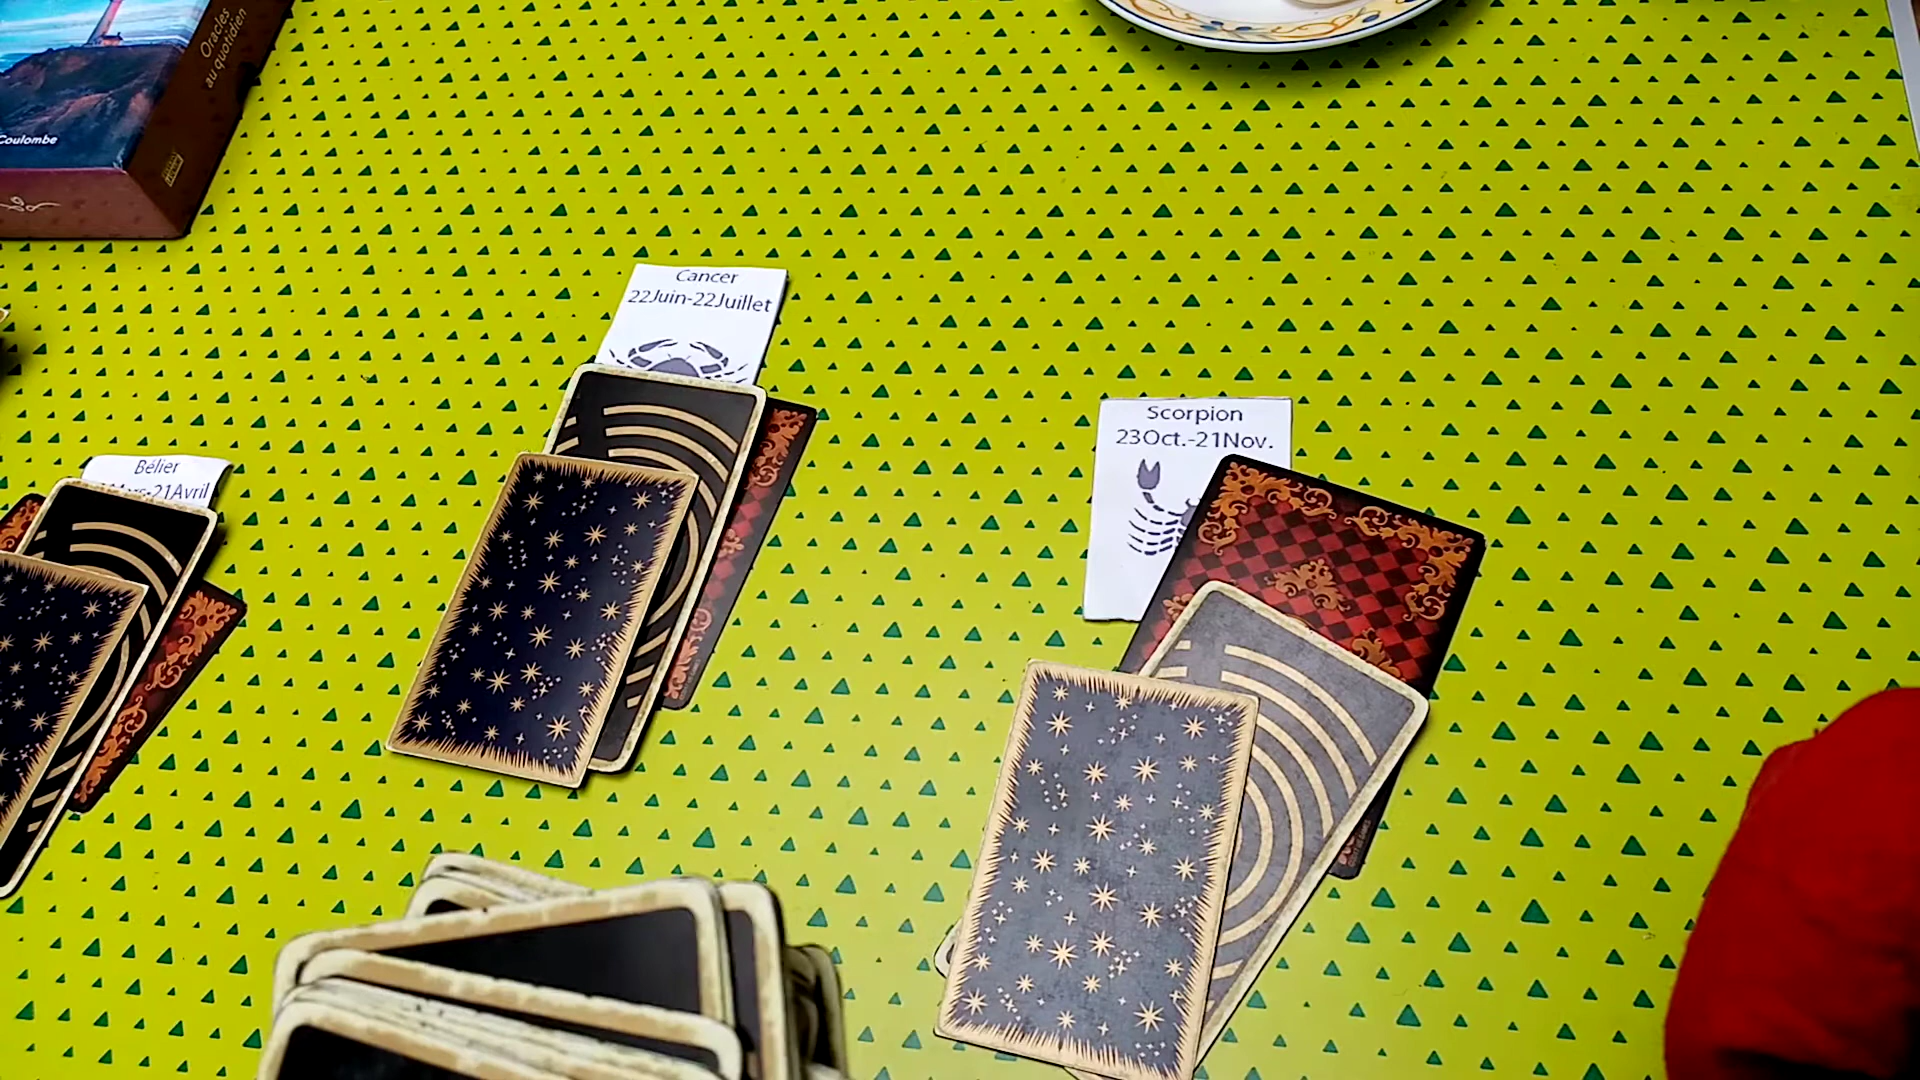 Oracles
au quotidien
Coulombe
Cancer
22Juin-22Juillet
Scorpion
23Oct.-21Nov.
Bélier
-21Avril